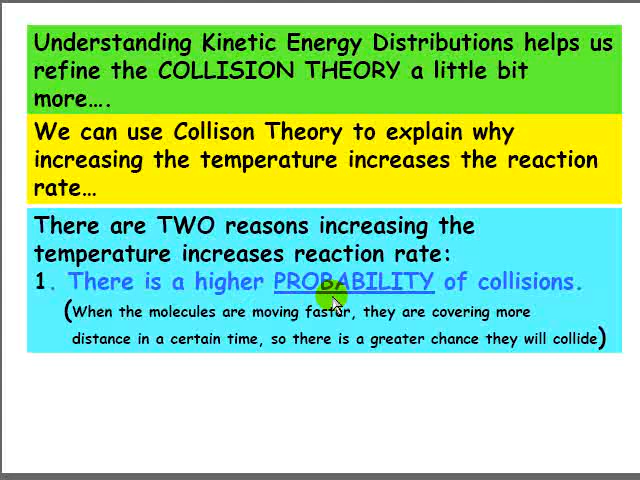 Understanding Kinetic Energy Distributions helps us
refine the COLLISION THEORY a little bit
more....
We can use Collison Theory to explain why
increasing the temperature increases the reaction
rate...
There are TWO reasons increasing the
temperature increases reaction rate:
1. There is a higher PROBABILITY of collisions.
(When the molecules are moving faster, they are covering more
distance in a certain time, so there is a greater chance they will collide)